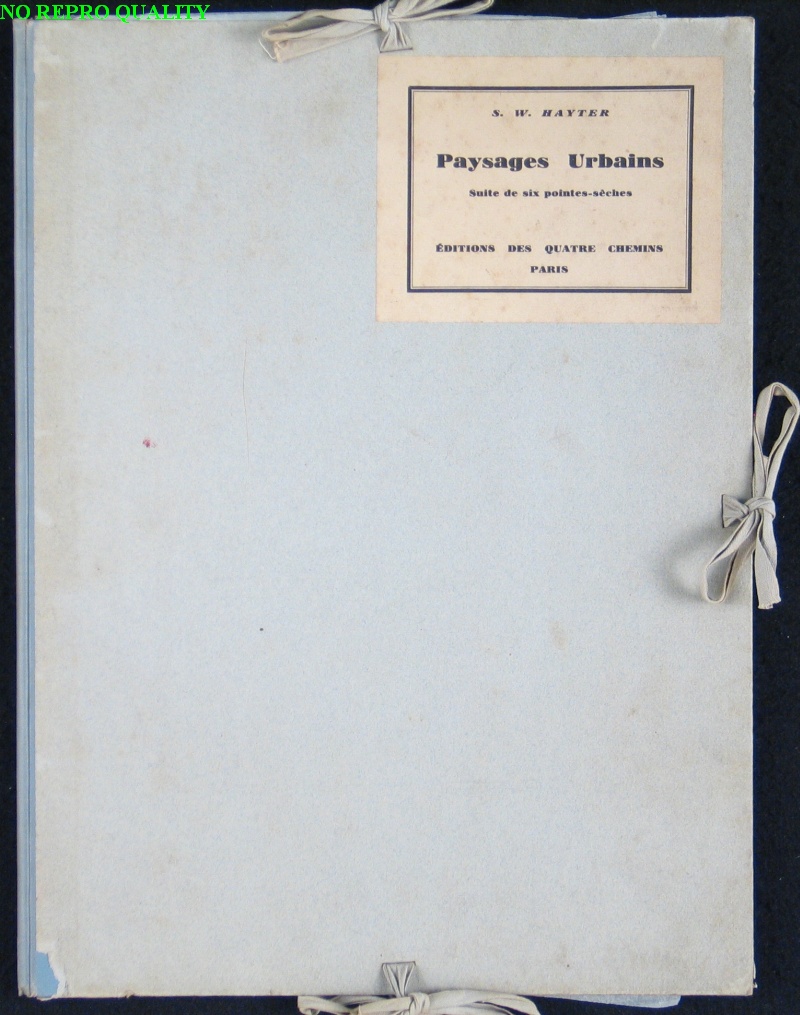 NO REPRO QUALITY
S. W. HAYTER
Paysages Urbains
Suite de six pointes-sèches
ÉDITIONS DES QUATRE CHEMINS
PARIS